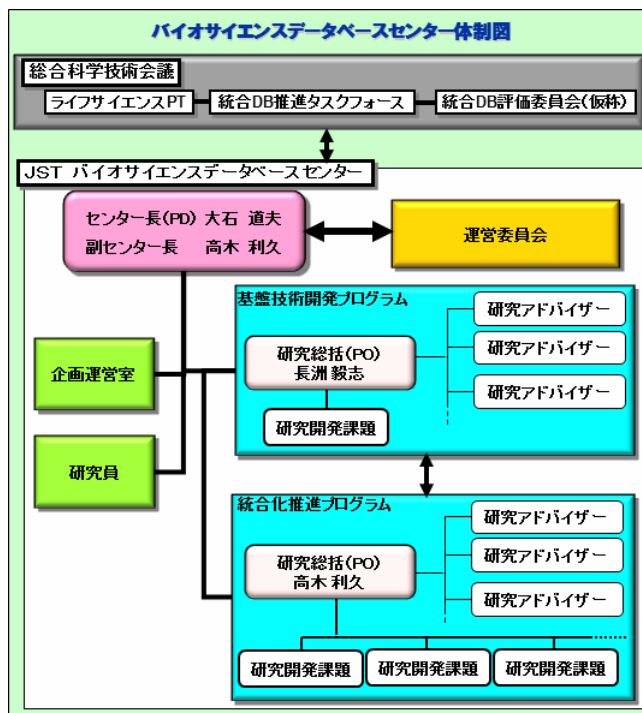 バイオサイエンスデータベースセンター体制図
総合科学技術会議
ライフサイエンスPT
統合DB推進タスクフォース
統合DB評価委員会(仮称)
JST バイオサイエンスデータベースセンター
センター長(PD) 大石 道夫
副センター長 高木 利久
運営委員会
基盤技術開発プログラム
研究総括(PO)
長洲 毅志
研究開発課題
研究アドバイザー
研究アドバイザー
研究アドバイザー
企画運営室
研究員
統合化推進プログラム
研究総括(PO)
高木 利久
研究アドバイザー
研究アドバイザー
研究アドバイザー
研究開発課題
研究開発課題
研究開発課題